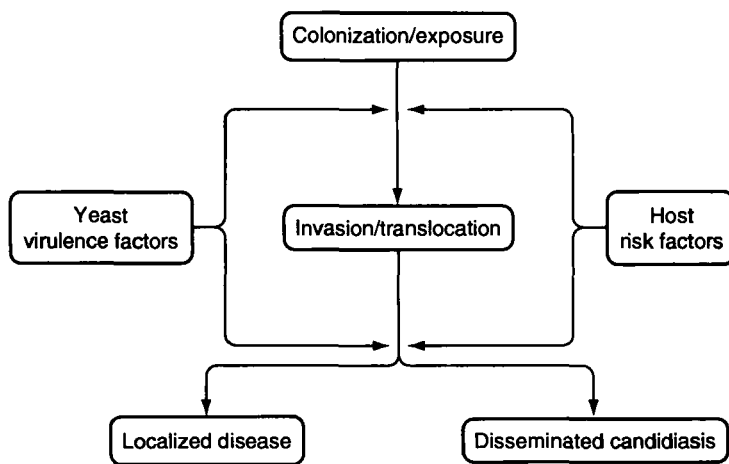 Colonization/exposure
Yeast
virulence factors
Invasion/translocation
Host
risk factors
Localized disease
Disseminated candidiasis